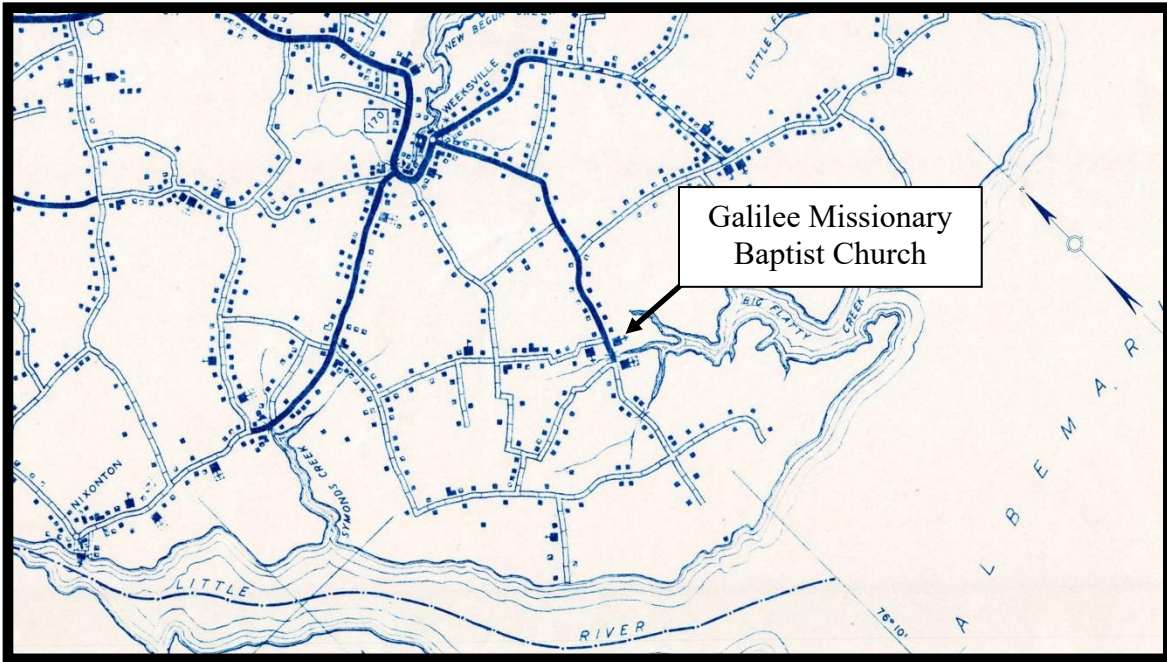 NEW BEGUN CREEK
LITTLE
WEEKSVILLE
170
Galilee Missionary
Baptist Church
N
BIG FLATTY
CREEK
ALBEMAR
NIXONTON
SYMONDS CREEK
LITTLE
RIVER
76°10'